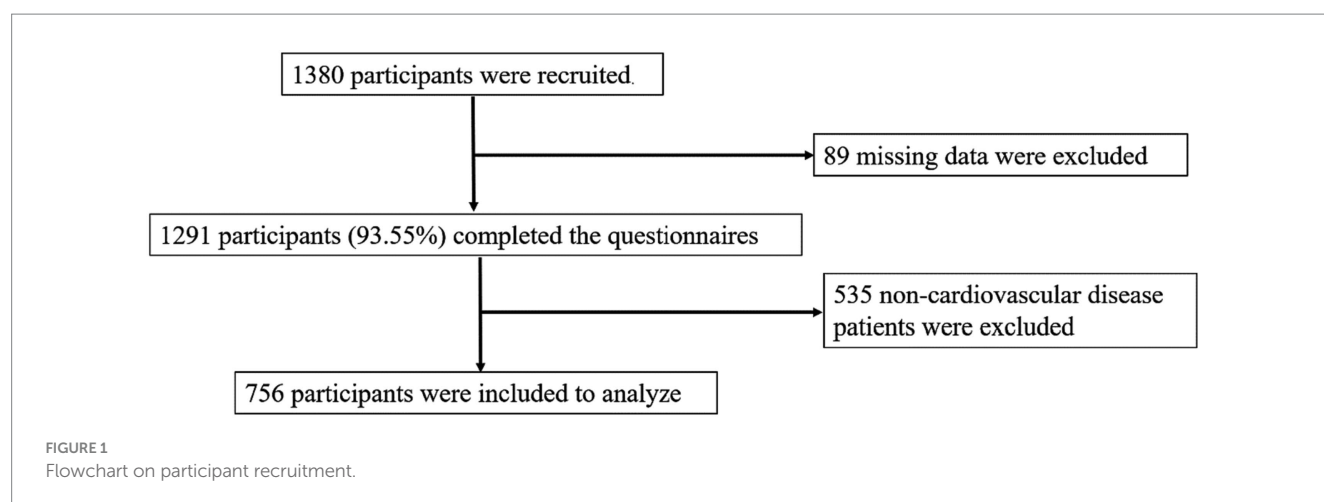 1380 participants were recruited.
89 missing data were excluded
1291 participants (93.55%) completed the questionnaires
535 non-cardiovascular disease
patients were excluded
756 participants were included to analyze
FIGURE 1
Flowchart on participant recruitment.